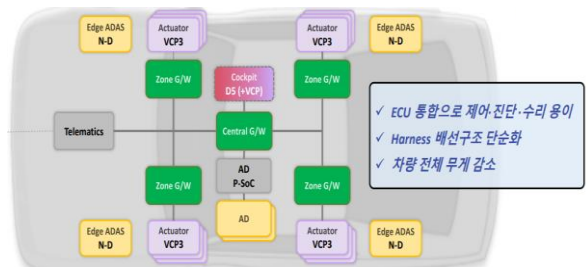 Edge ADAS
N-D
Actuator
VCP3
Actuator
VCP3
Edge ADAS
N-D
Zone G/W
Cockpit
D5 (+VCP)
Zone G/W
Telematics
Central G/W
Zone G/W
AD
P-SoC
Zone G/W
AD
Edge ADAS
N-D
Actuator
VCP3
Actuator
VCP3
Edge ADAS
N-D
✓ ECU 통합으로 제어·진단·수리 용이
✓ Harness 배선구조 단순화
✓ 차량 전체 무게 감소